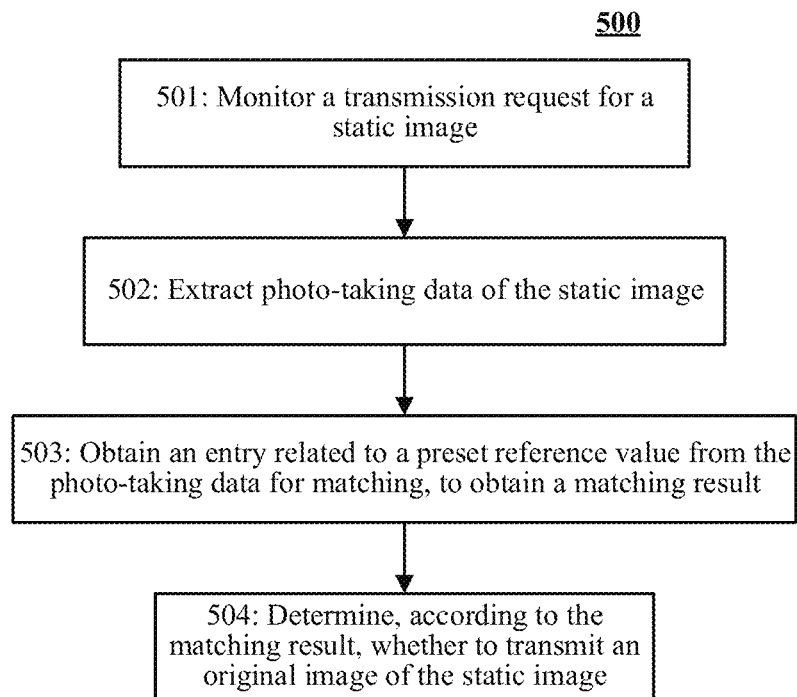 500
501: Monitor a transmission request for a
static image
502: Extract photo-taking data of the static image
503: Obtain an entry related to a preset reference value from the
photo-taking data for matching, to obtain a matching result
504: Determine, according to the
matching result, whether to transmit an
original image of the static image